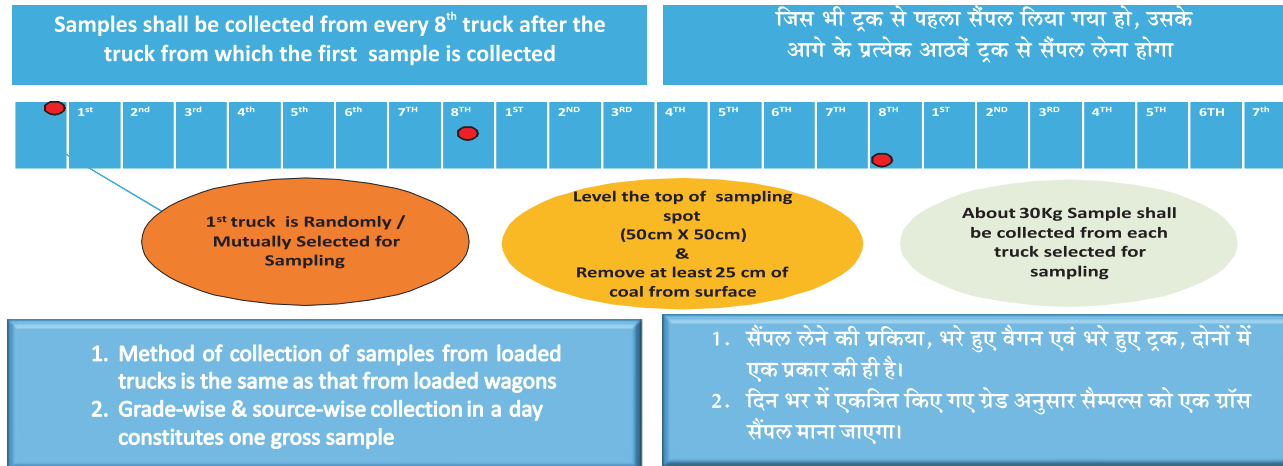 Samples shall be collected from every 8th truck after the
truck from which the first sample is collected
जिस भी ट्रक से पहला सैंपल लिया गया हो, उसके
आगे के प्रत्येक आठवें ट्रक से सैंपल लेना होगा
1st 2nd 3rd 4th 5th 6th 7TH 8TH 1ST 2ND 3RD 4TH 5TH 6TH 7TH 8TH 1ST 2ND 3RD 4TH 5TH 6TH 7th
1st truck is Randomly /
Mutually Selected for
Sampling
Level the top of sampling
spot
(50cm X 50cm)
&
Remove at least 25 cm of
coal from surface
About 30Kg Sample shall
be collected from each
truck selected for
sampling
1. Method of collection of samples from loaded
trucks is the same as that from loaded wagons
2. Grade-wise & source-wise collection in a day
constitutes one gross sample
1. सैंपल लेने की प्रकिया, भरे हुए वैगन एवं भरे हुए ट्रक, दोनों में
एक प्रकार की ही है।
2. दिन भर में एकत्रित किए गए ग्रेड अनुसार सैम्पल्स को एक ग्रॉस
सैंपल माना जाएगा।